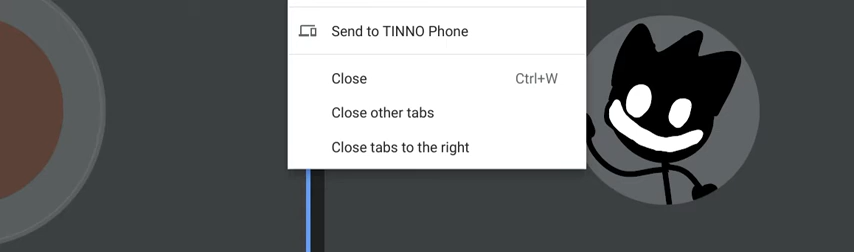 Send to TINNO Phone
Close Ctrl+W
Close other tabs
Close tabs to the right